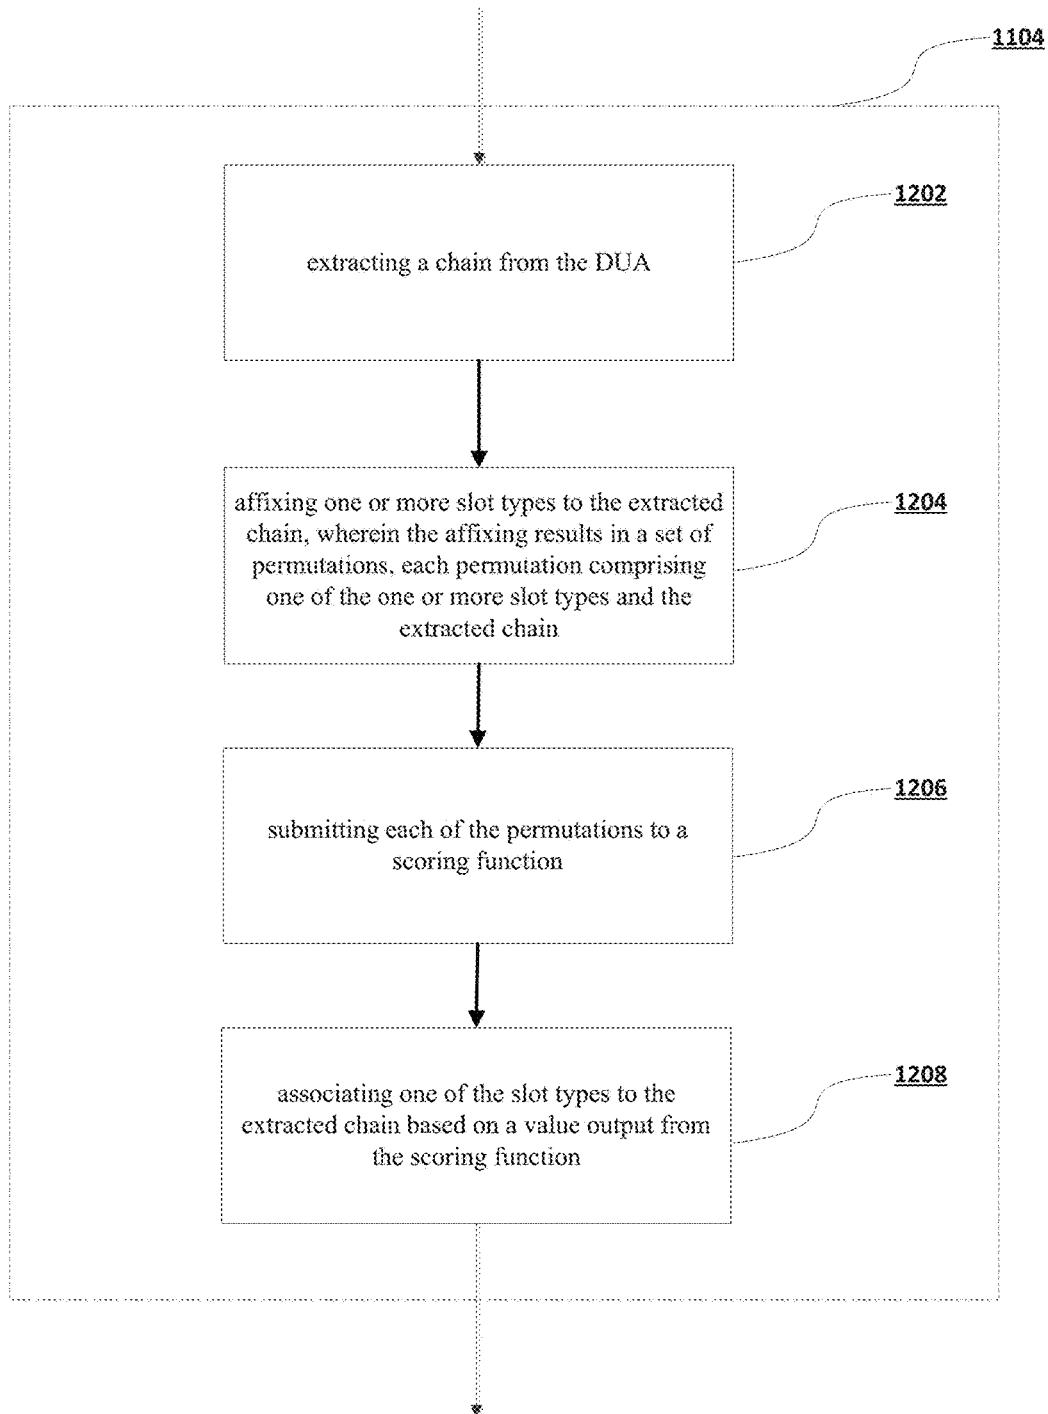 1104
1202
extracting a chain from the DUA
affixing one or more slot types to the extracted
chain, wherein the affixing results in a set of
permutations, each permutation comprising
one of the one or more slot types and the
extracted chain
1204
submitting each of the permutations to a
scoring function
1206
associating one of the slot types to the
extracted chain based on a value output from
the scoring function
1208